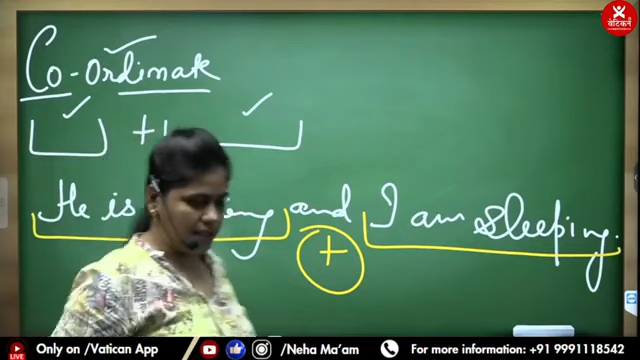 वेटिकन
Co-ordinate
+
He is and I am sleeping.
+
LIVE Only on /Vatican App /Neha Ma'am For more information: +91 9991118542